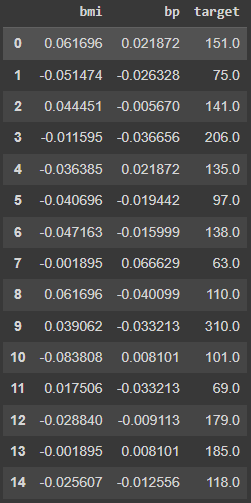 bmi bp target
0 0.061696 0.021872 151.0
1 -0.051474 -0.026328 75.0
2 0.044451 -0.005670 141.0
3 -0.011595 -0.036656 206.0
4 -0.036385 0.021872 135.0
5 -0.040696 -0.019442 97.0
6 -0.047163 -0.015999 138.0
7 -0.001895 0.066629 63.0
8 0.061696 -0.040099 110.0
9 0.039062 -0.033213 310.0
10 -0.083808 0.008101 101.0
11 0.017506 -0.033213 69.0
12 -0.028840 -0.009113 179.0
13 -0.001895 0.008101 185.0
14 -0.025607 -0.012556 118.0